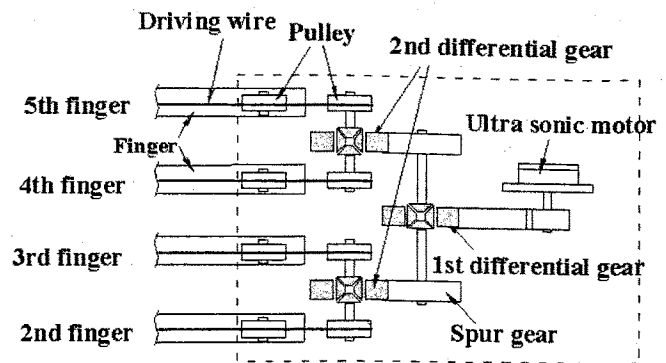 Driving wire
Pulley
2nd differential gear
5th finger
Ultra sonic motor
Finger
4th finger
3rd finger
1st differential gear
Spur gear
2nd finger